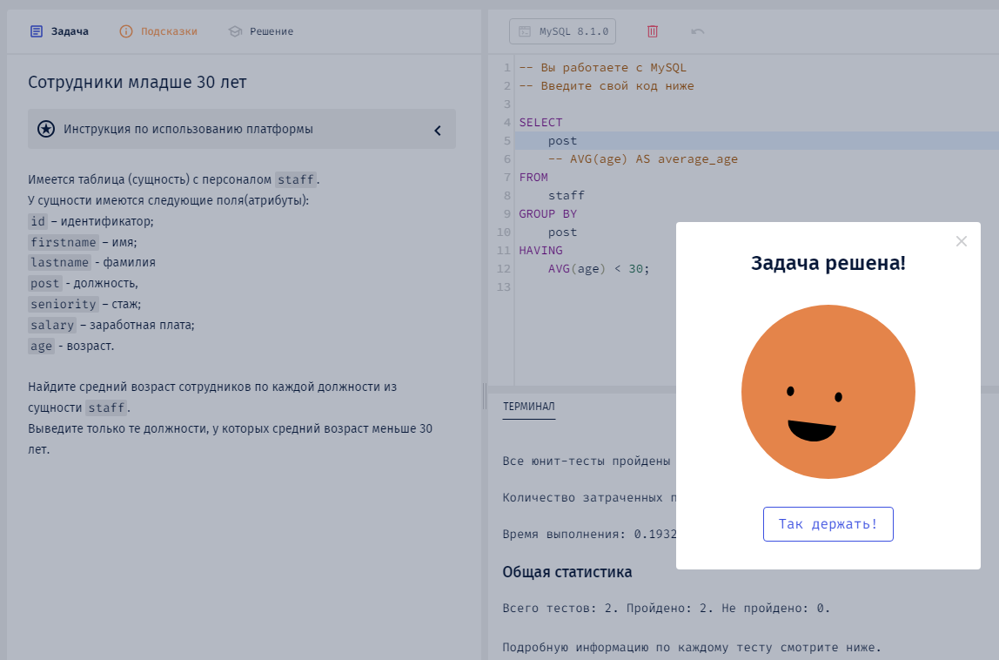 Задача
Подсказки
Решение
Сотрудники младше 30 лет
Инструкция по использованию платформы
Имеется таблица (сущность) с персоналом staff.
У сущности имеются следующие поля(атрибуты):
id – идентификатор;
firstname – имя;
lastname - фамилия
post - должность,
seniority – стаж;
salary – заработная плата;
age - возраст.
Найдите средний возраст сотрудников по каждой должности из
сущности staff.
Выведите только те должности, у которых средний возраст меньше 30
лет.
MySQL 8.1.0
1 -- Вы работаете с MySQL
2 -- Введите свой код ниже
3
4 SELECT
5 post
6 -- AVG(age) AS average_age
7 FROM
8 staff
9 GROUP BY
10 post
11 HAVING
12 AVG(age) < 30;
13
ТЕРМИНАЛ
Все юнит-тесты пройдены
Количество затраченных
Время выполнения: 0.1932
Общая статистика
Всего тестов: 2. Пройдено: 2. Не пройдено: 0.
Подробную информацию по каждому тесту смотрите ниже.
Задача решена!
Так держать!